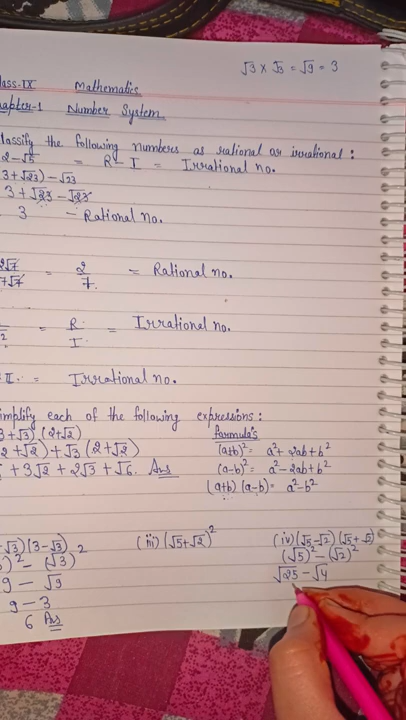 √3 × √3 = √9 = 3
lass-IX Mathematics
hapter-1 Number System
lassify the following numbers as rational or irrational:
2 - √5 = R - I = Irrational no.
3 + √23) - √23
3 + √23 - √23
3 - Rational no.
2√7 / 7√7 = 2/7 = Rational no.
= R/I = Irrational no.
I = Irrational no.
implify each of the following expressions:
3 + √3) (2+√2)
2 + √2) + √3 (2+√2)
+ 3√2 + 2√3 + √6. Ans
formula's
(a+b)² = a² + 2ab + b²
(a-b)² = a² - 2ab + b²
(a+b) (a-b) = a² - b²
√3) (3-√3)
)² - (√3)²
9 - √9
9 - 3
6 Ans
(iii) (√5+√2)²
(iv) (√5-√2) (√5+√5)
(√5)² - (√2)²
√25 - √4